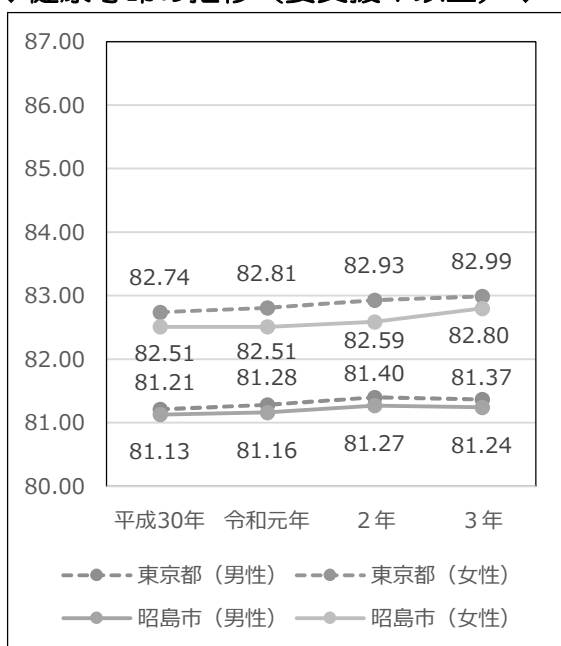 健康寿命の推移（要支援１以上）
87.00
86.00
85.00
84.00
83.00
82.00
81.00
80.00
82.74 82.81 82.93 82.99
82.51 82.51 82.59 82.80
81.21 81.28 81.40 81.37
81.13 81.16 81.27 81.24
平成30年 令和元年 ２年 ３年
東京都（男性） 東京都（女性）
昭島市（男性） 昭島市（女性）